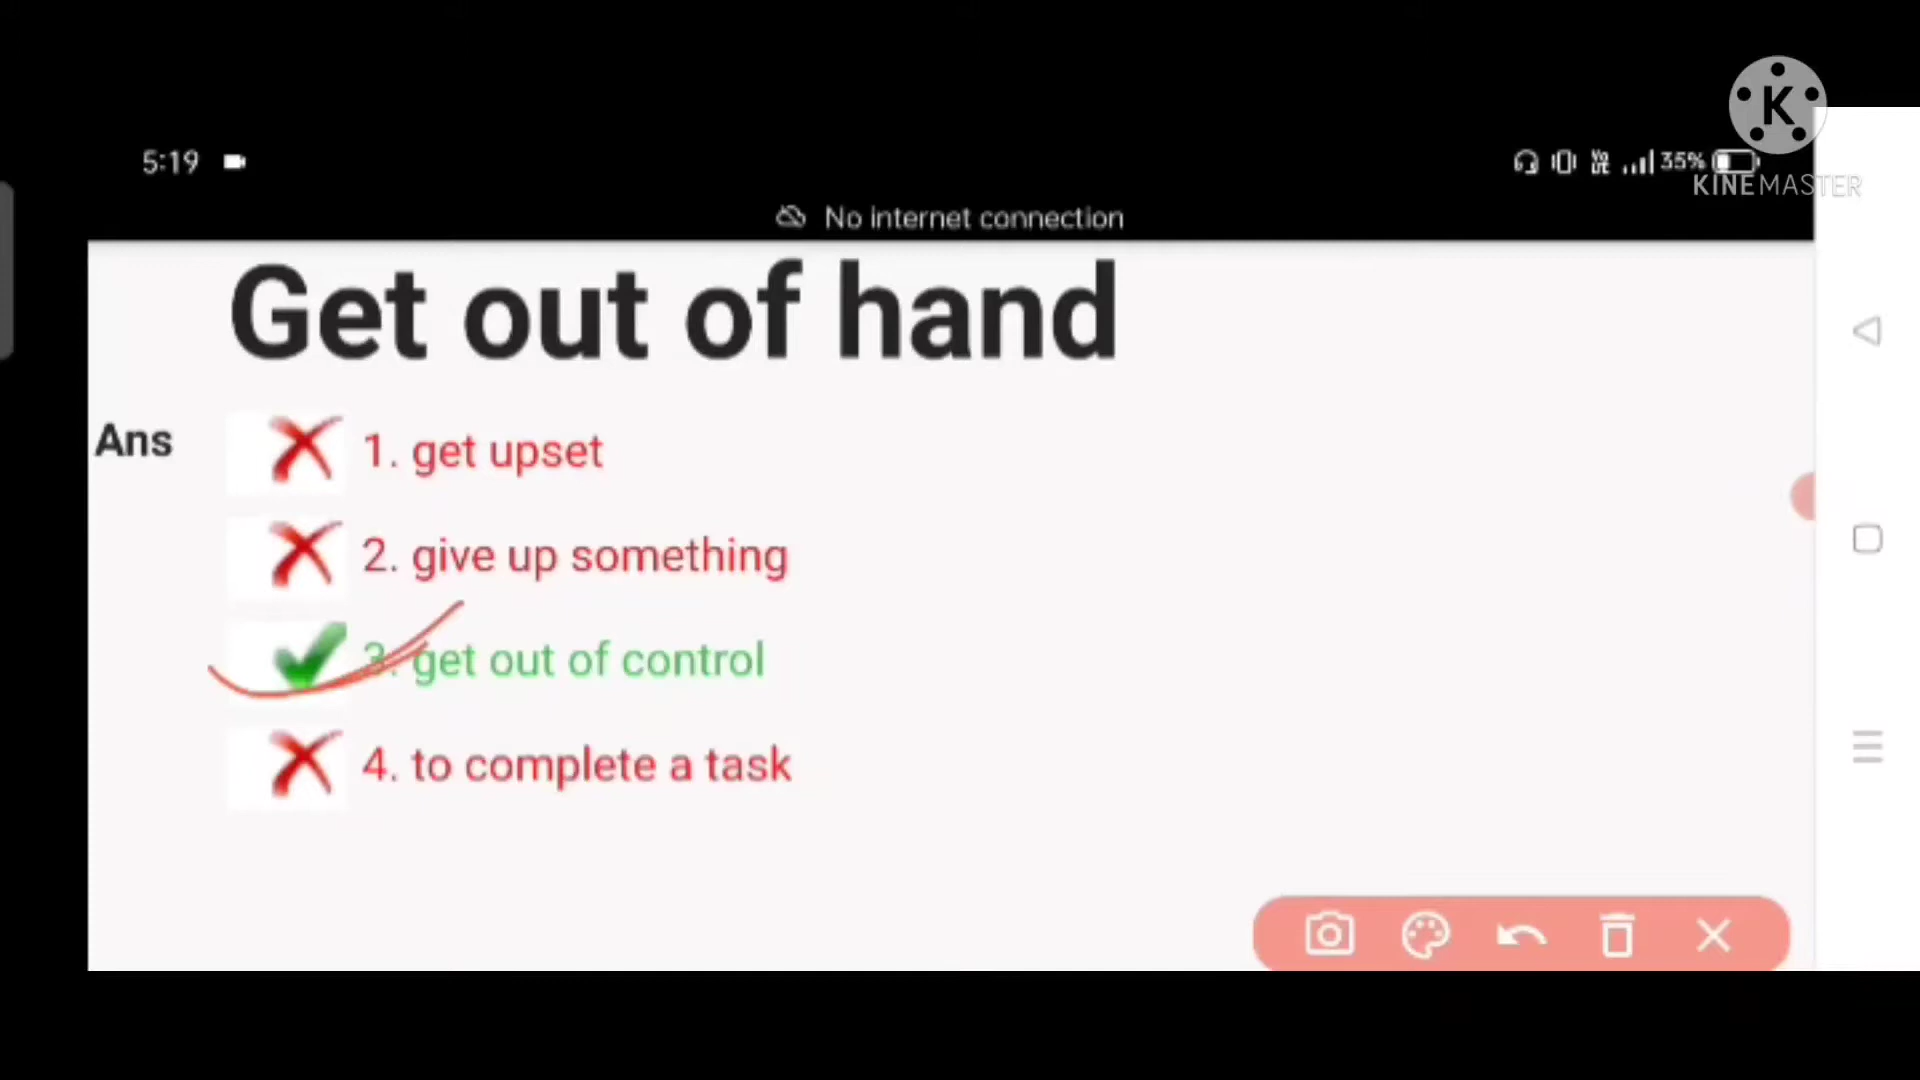 KINEMASTER
5:19 35%
No internet connection
Get out of hand
Ans 1. get upset
2. give up something
3. get out of control
4. to complete a task